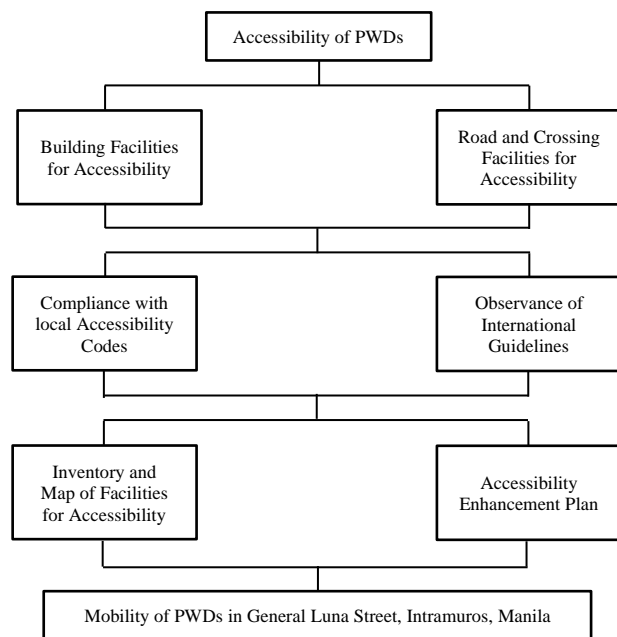 Accessibility of PWDs
Building Facilities
for Accessibility
Road and Crossing
Facilities for
Accessibility
Compliance with
local Accessibility
Codes
Observance of
International
Guidelines
Inventory and
Map of Facilities
for Accessibility
Accessibility
Enhancement Plan
Mobility of PWDs in General Luna Street, Intramuros, Manila